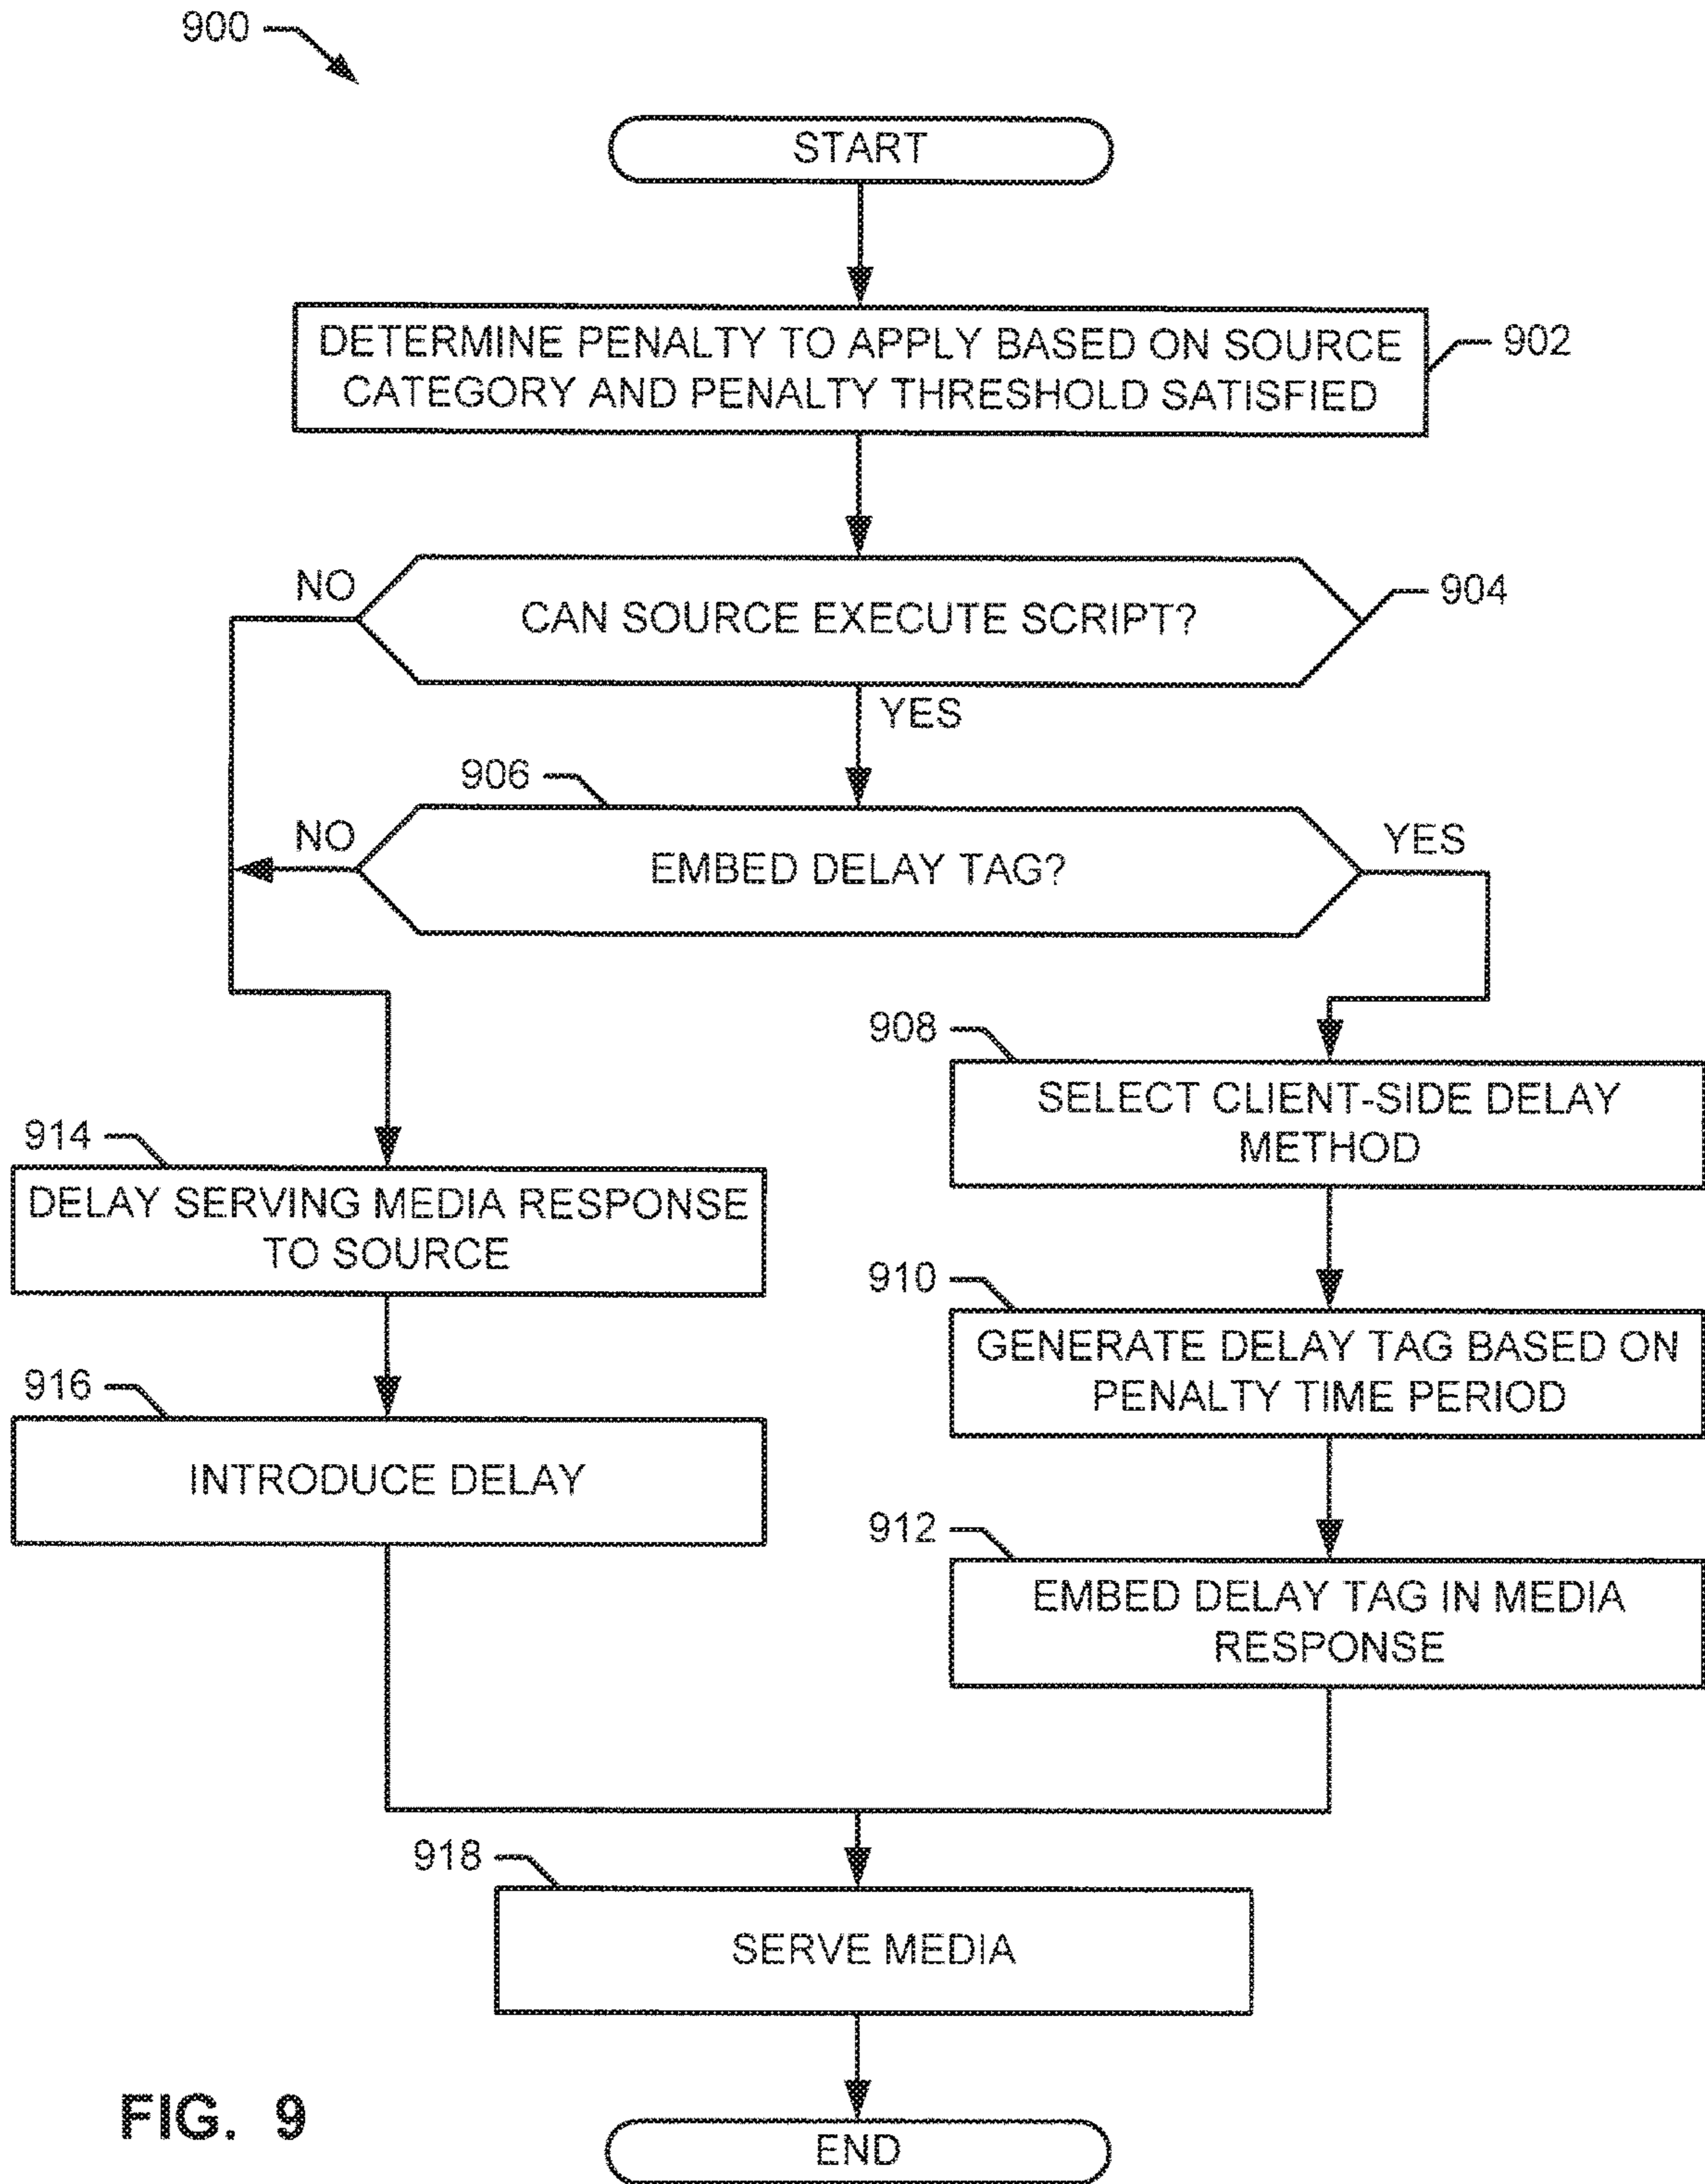 900
START
DETERMINE PENALTY TO APPLY BASED ON SOURCE
CATEGORY AND PENALTY THRESHOLD SATISFIED
902
NO
CAN SOURCE EXECUTE SCRIPT?
904
YES
906
NO
EMBED DELAY TAG?
YES
908
SELECT CLIENT-SIDE DELAY
METHOD
914
DELAY SERVING MEDIA RESPONSE
TO SOURCE
910
GENERATE DELAY TAG BASED ON
PENALTY TIME PERIOD
916
INTRODUCE DELAY
912
EMBED DELAY TAG IN MEDIA
RESPONSE
918
SERVE MEDIA
END
FIG. 9